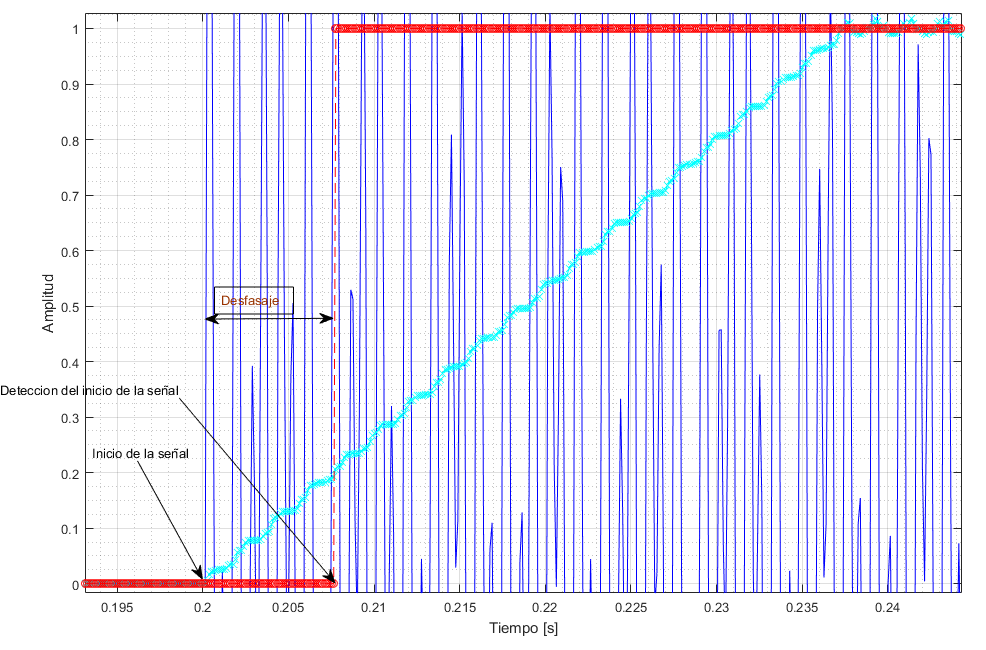 1
0.9
0.8
0.7
0.6
0.5
0.4
0.3
0.2
0.1
0
Amplitud
Desfasaje
Deteccion del inicio de la señal
Inicio de la señal
0.195 0.2 0.205 0.21 0.215 0.22 0.225 0.23 0.235 0.24
Tiempo [s]